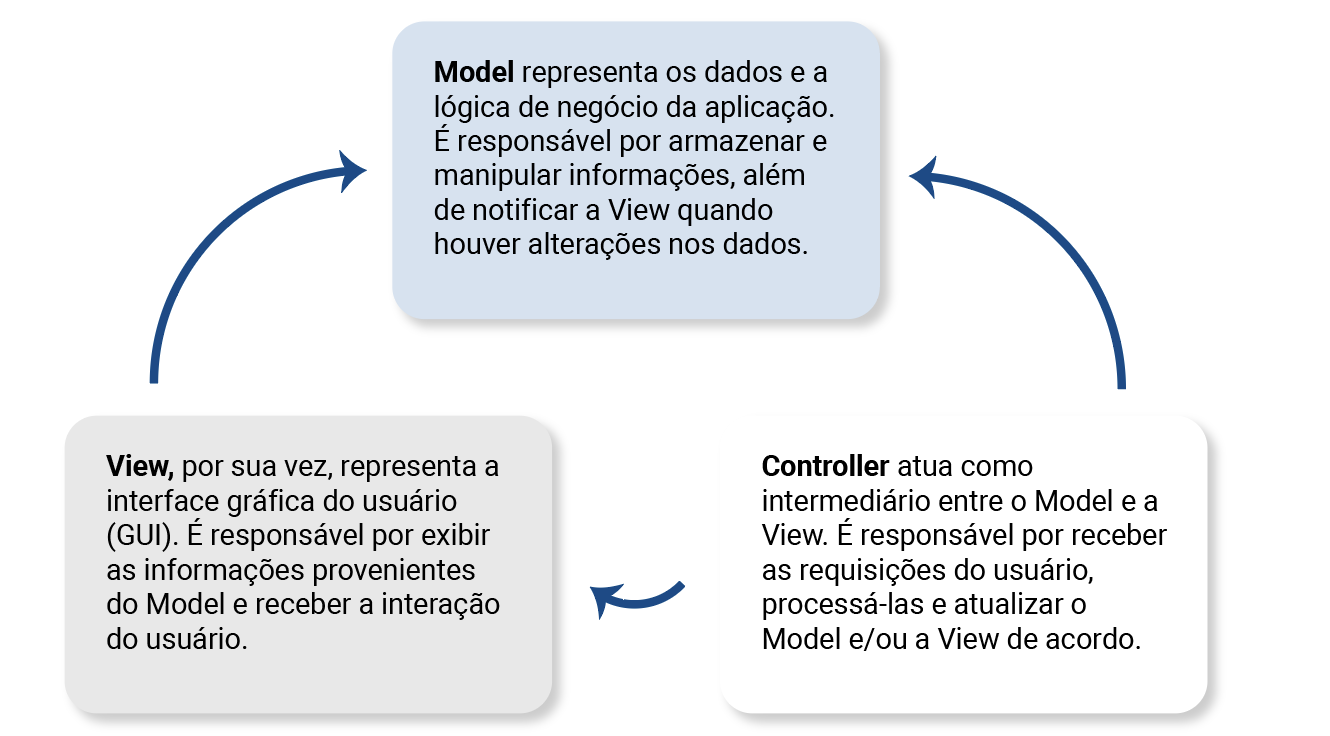 Model representa os dados e a
lógica de negócio da aplicação.
É responsável por armazenar e
manipular informações, além
de notificar a View quando
houver alterações nos dados.
View, por sua vez, representa a
interface gráfica do usuário
(GUI). É responsável por exibir
as informações provenientes
do Model e receber a interação
do usuário.
Controller atua como
intermediário entre o Model e a
View. É responsável por receber
as requisições do usuário,
processá-las e atualizar o
Model e/ou a View de acordo.